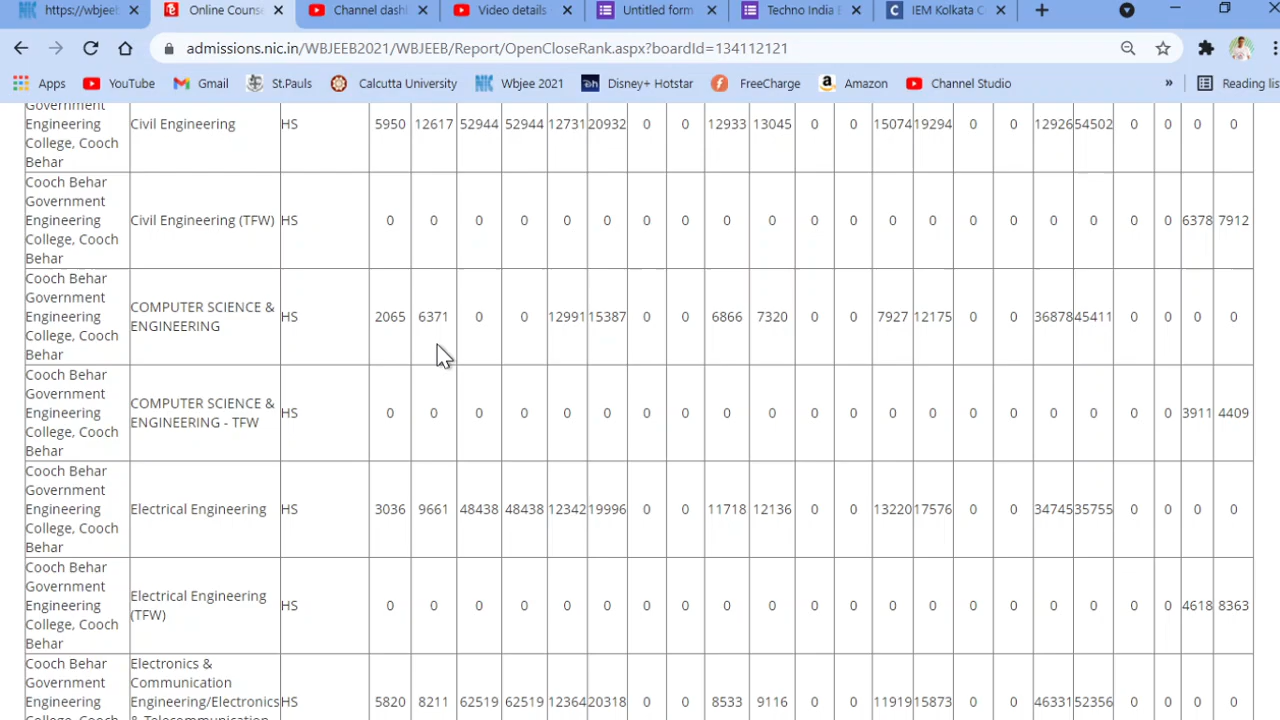 https://wbjeeb
Online Couns
Channel dash
Video details
Untitled form
Techno India E
IEM Kolkata C
admissions.nic.in/WBJEEB2021/WBJEEB/Report/OpenCloseRank.aspx?boardId=134112121
Apps YouTube Gmail St.Pauls Calcutta University Wbjee 2021 Disney+ Hotstar FreeCharge Amazon Channel Studio » Reading lis
Government
Engineering
College, Cooch
Behar
Civil Engineering
HS 5950 12617 52944 52944 12731 20932 0 0 12933 13045 0 0 15074 19294 0 0 12926 54502 0 0 0 0
Cooch Behar
Government
Engineering
College, Cooch
Behar
Civil Engineering (TFW)
HS 0 0 0 0 0 0 0 0 0 0 0 0 0 0 0 0 0 0 0 0 6378 7912
Cooch Behar
Government
Engineering
College, Cooch
Behar
COMPUTER SCIENCE &
ENGINEERING
HS 2065 6371 0 0 12991 15387 0 0 6866 7320 0 0 7927 12175 0 0 36878 45411 0 0 0 0
Cooch Behar
Government
Engineering
College, Cooch
Behar
COMPUTER SCIENCE &
ENGINEERING - TFW
HS 0 0 0 0 0 0 0 0 0 0 0 0 0 0 0 0 0 0 0 0 3911 4409
Cooch Behar
Government
Engineering
College, Cooch
Behar
Electrical Engineering
HS 3036 9661 48438 48438 12342 19996 0 0 11718 12136 0 0 13220 17576 0 0 34745 35755 0 0 0 0
Cooch Behar
Government
Engineering
College, Cooch
Behar
Electrical Engineering
(TFW)
HS 0 0 0 0 0 0 0 0 0 0 0 0 0 0 0 0 0 0 0 0 4618 8363
Cooch Behar
Government
Engineering
College, Cooch
Electronics &
Communication
Engineering/Electronics
& Telecommunication
HS 5820 8211 62519 62519 12364 20318 0 0 8533 9116 0 0 11919 15873 0 0 46331 52356 0 0 0 0